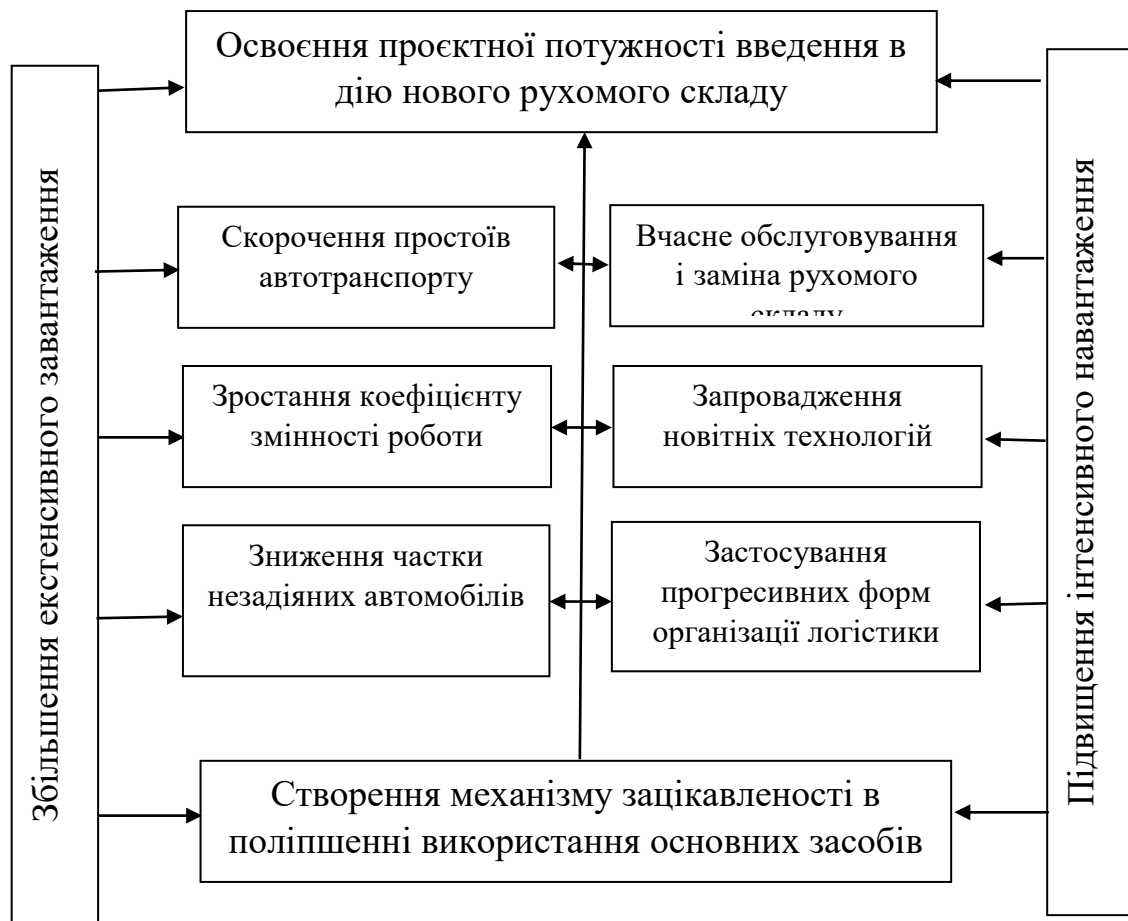 Освоєння проєктної потужності введення в
дію нового рухомого складу
Збільшення екстенсивного завантаження
Скорочення простоїв
автотранспорту
Вчасне обслуговування
і заміна рухомого
складу
Зростання коефіцієнту
змінності роботи
Запровадження
новітніх технологій
Зниження частки
незадіяних автомобілів
Застосування
прогресивних форм
організації логістики
Створення механізму зацікавленості в
поліпшенні використання основних засобів
Підвищення інтенсивного навантаження